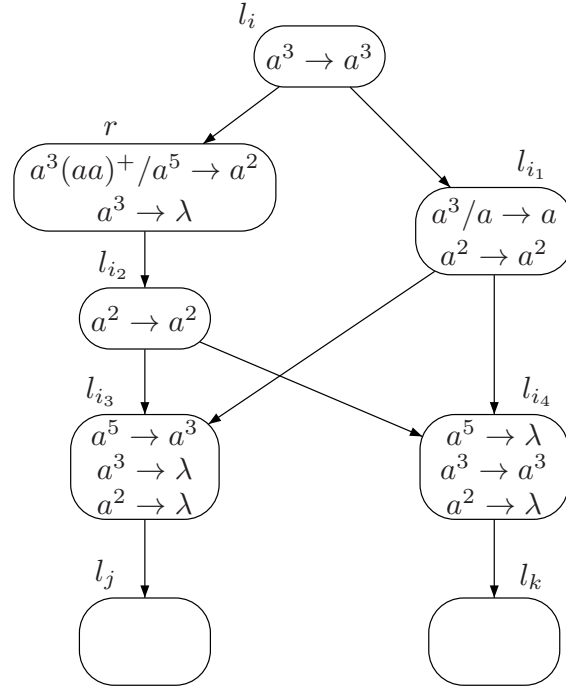 l_i
a^3 → a^3
r
a^3(aa)^+/a^5 → a^2
a^3 → λ
l_{i_1}
a^3/a → a
a^2 → a^2
l_{i_2}
a^2 → a^2
l_{i_3}
a^5 → a^3
a^3 → λ
a^2 → λ
l_{i_4}
a^5 → λ
a^3 → a^3
a^2 → λ
l_j
l_k